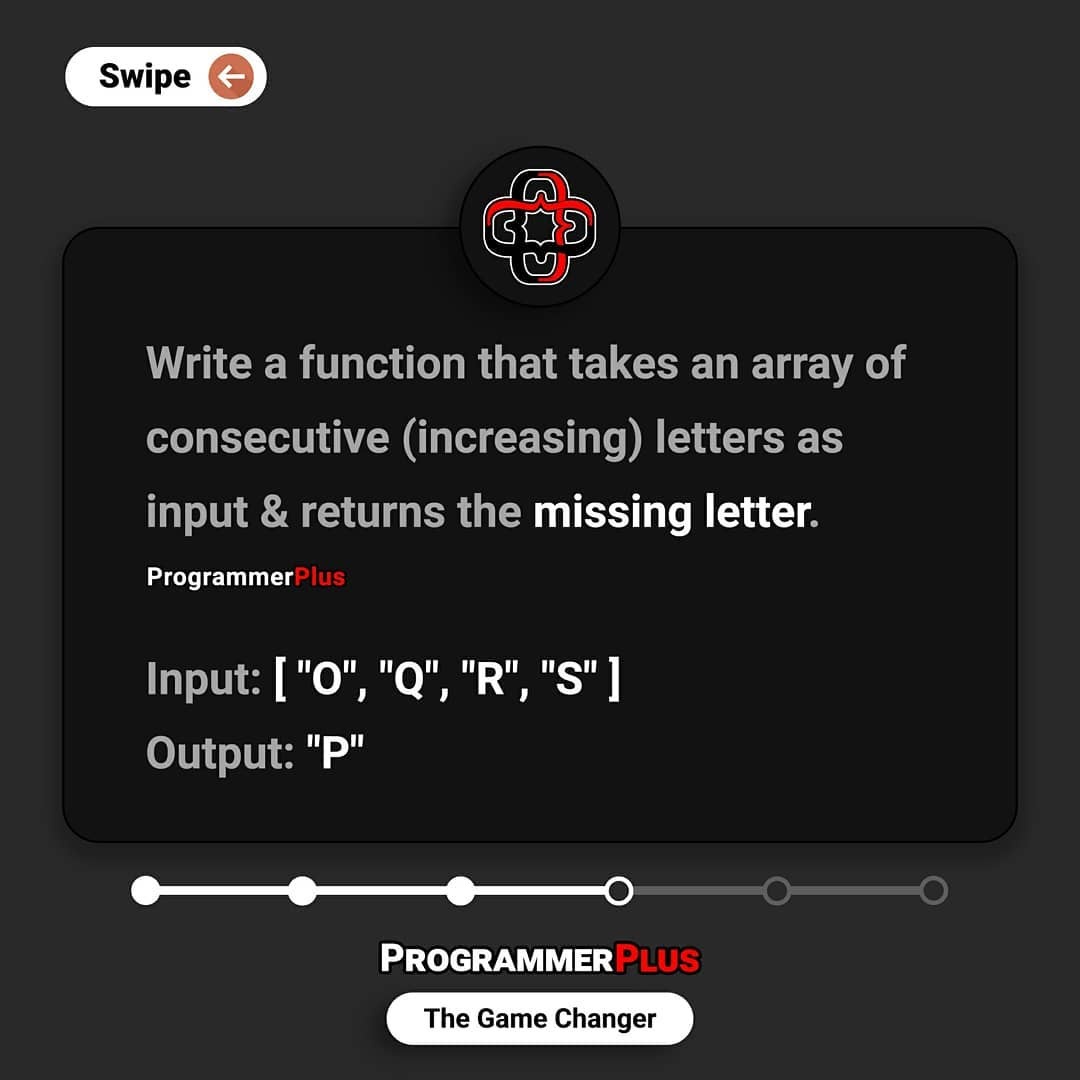 Swipe
Write a function that takes an array of
consecutive (increasing) letters as
input & returns the missing letter.
ProgrammerPlus
Input: [ "O", "Q", "R", "S" ]
Output: "P"
PROGRAMMERPLUS
The Game Changer